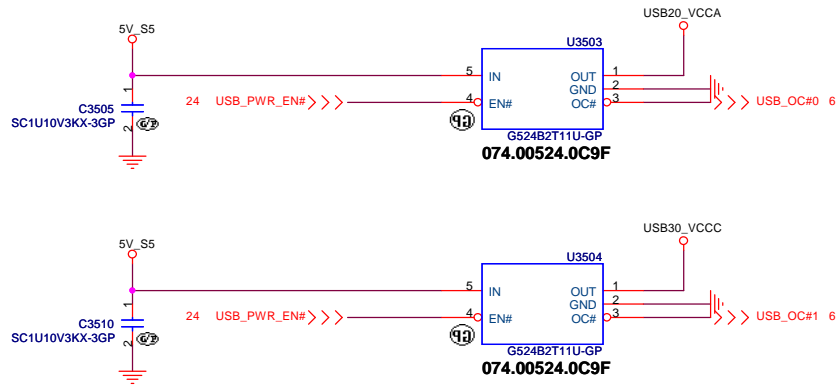 USB20_VCCA
5V_S5
U3503
5 IN OUT 1
GND 2
24 USB_PWR_EN# 4 EN# OC# 3 USB_OC#0 6
1
C3505
SC1U10V3KX-3GP
2
G/P
GP
G524B2T11U-GP
074.00524.0C9F
USB30_VCCC
5V_S5
U3504
5 IN OUT 1
GND 2
24 USB_PWR_EN# 4 EN# OC# 3 USB_OC#1 6
1
C3510
SC1U10V3KX-3GP
2
G/P
GP
G524B2T11U-GP
074.00524.0C9F